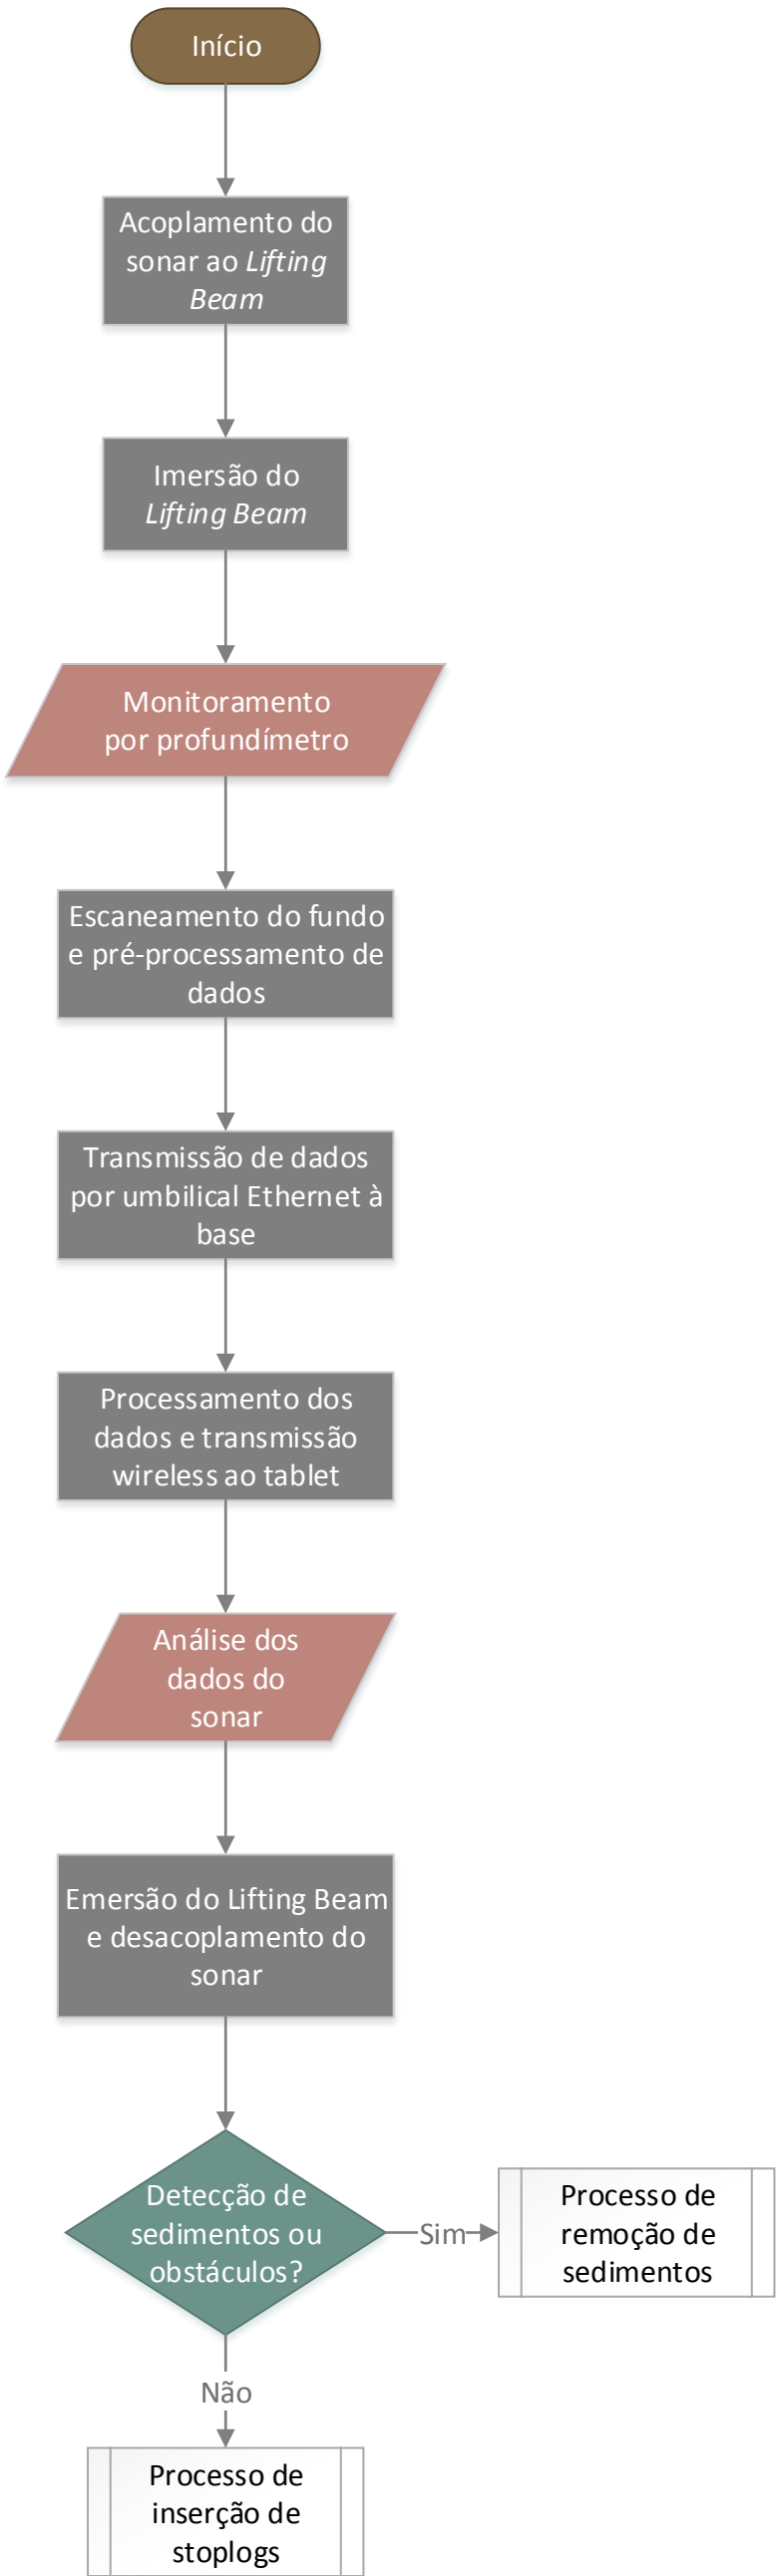 Início
Acoplamento do
sonar ao Lifting
Beam
Imersão do
Lifting Beam
Monitoramento
por profundímetro
Escaneamento do fundo
e pré-processamento de
dados
Transmissão de dados
por umbilical Ethernet à
base
Processamento dos
dados e transmissão
wireless ao tablet
Análise dos
dados do
sonar
Emersão do Lifting Beam
e desacoplamento do
sonar
Detecção de
sedimentos ou
obstáculos?
Sim
Processo de
remoção de
sedimentos
Não
Processo de
inserção de
stoplogs